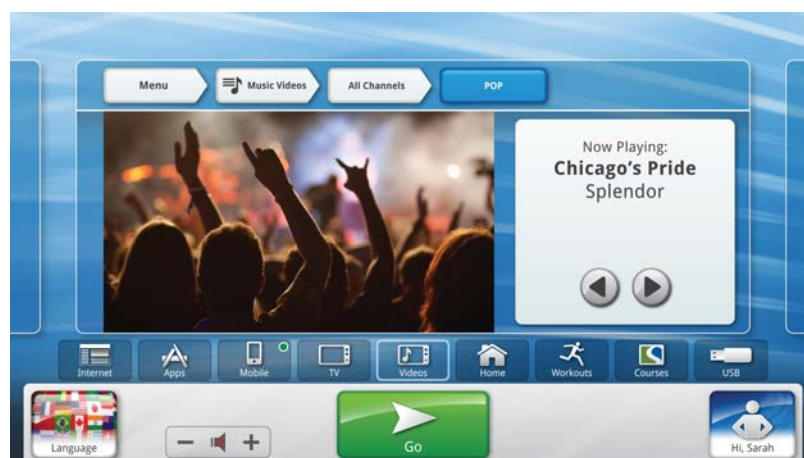 Menu
Music Videos
All Channels
POP
Now Playing:
Chicago's Pride
Splendor
Internet
Apps
Mobile
TV
Videos
Home
Workouts
Courses
USB
Language
Go
Hi, Sarah